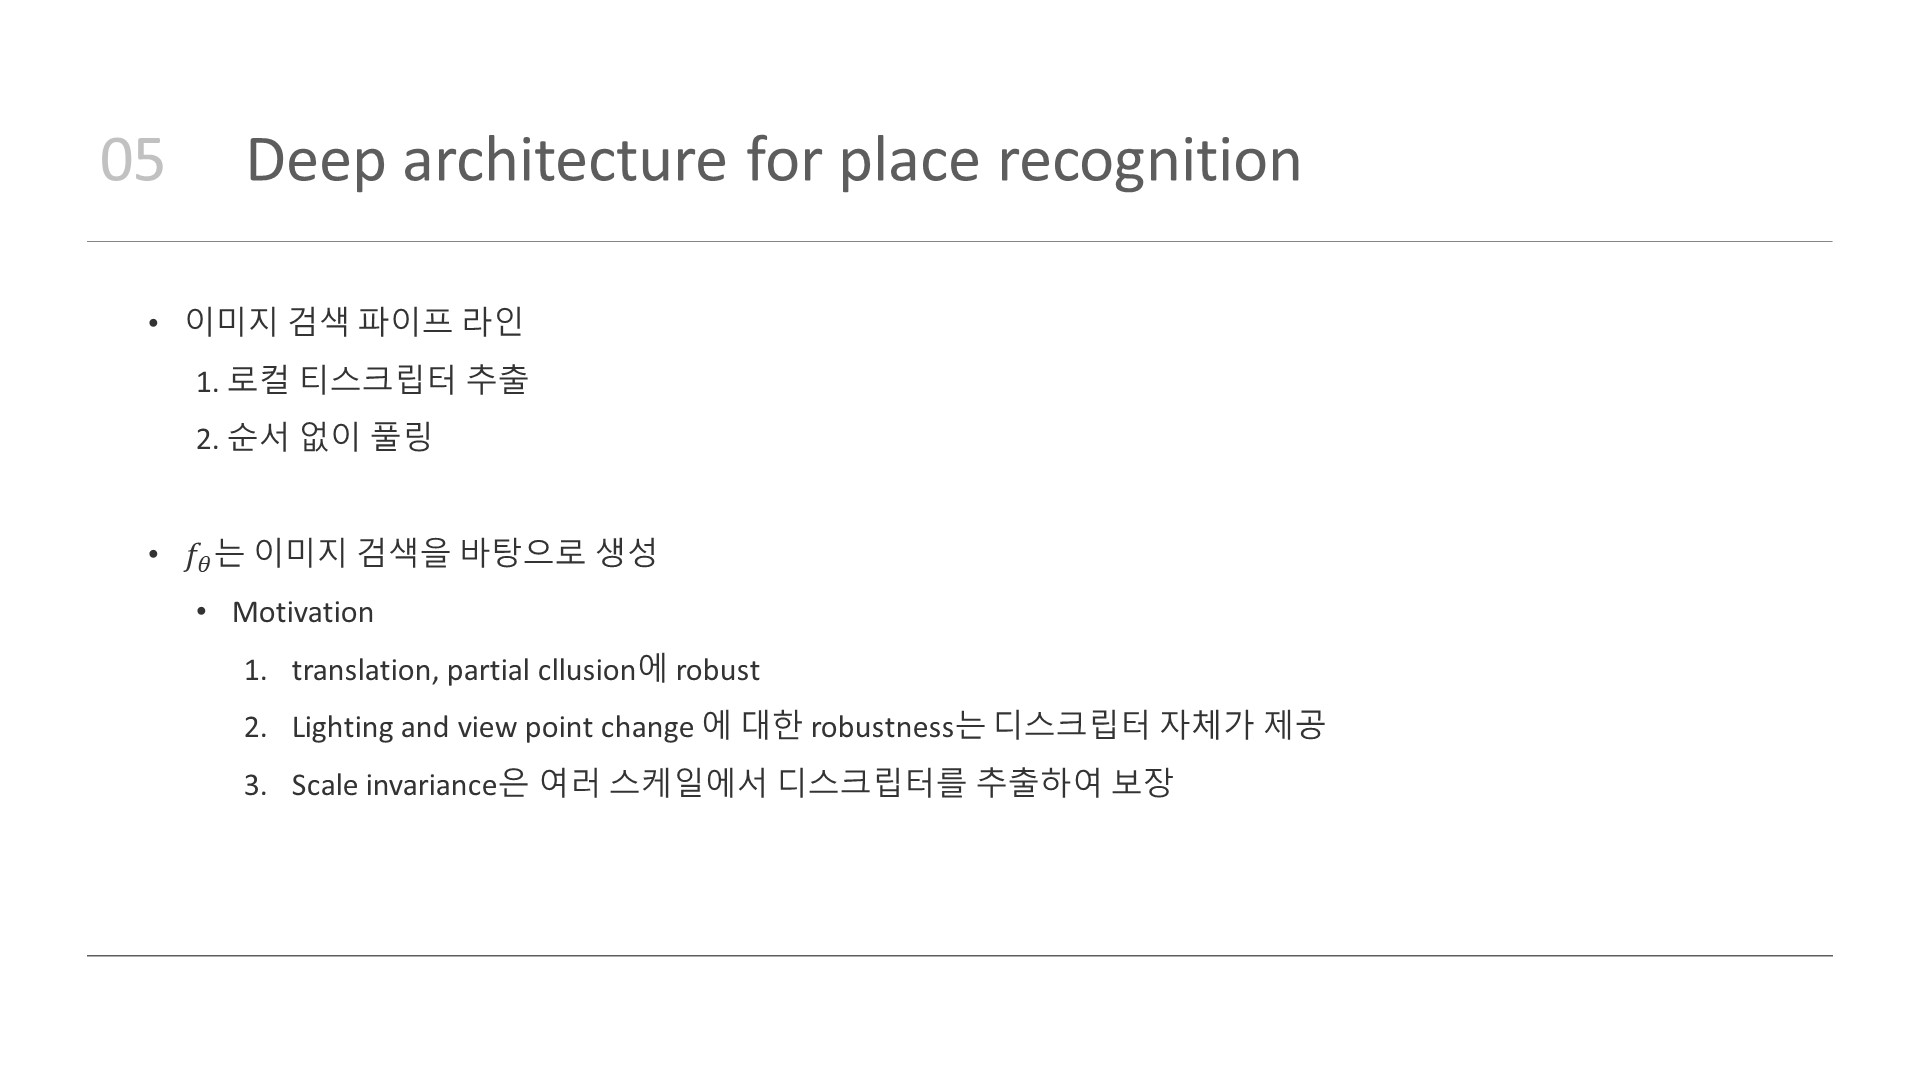 05 Deep architecture for place recognition
• 이미지 검색 파이프 라인
1. 로컬 티스크립터 추출
2. 순서 없이 풀링
• f_θ는 이미지 검색을 바탕으로 생성
• Motivation
1. translation, partial cllusion에 robust
2. Lighting and view point change 에 대한 robustness는 디스크립터 자체가 제공
3. Scale invariance은 여러 스케일에서 디스크립터를 추출하여 보장